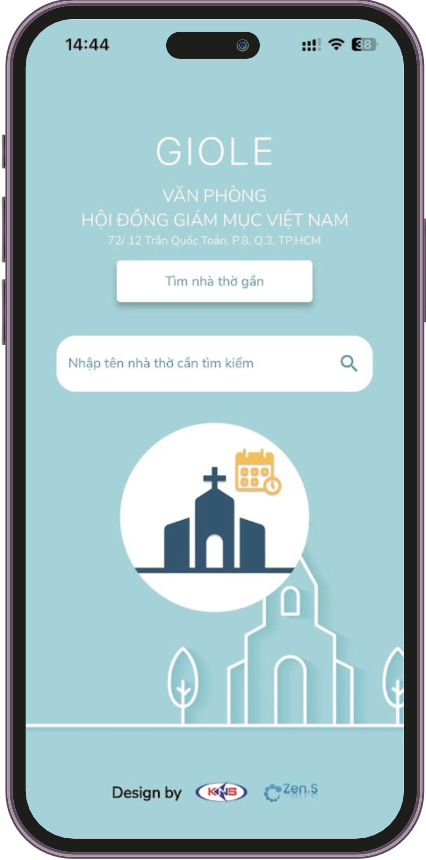 14:44
38
GIOLE
VĂN PHÒNG
HỘI ĐỒNG GIÁM MỤC VIỆT NAM
72/ 12 Trần Quốc Toản, P.8, Q.3, TP.HCM
Tìm nhà thờ gần
Nhập tên nhà thờ cần tìm kiếm
Design by KNS Zen.S